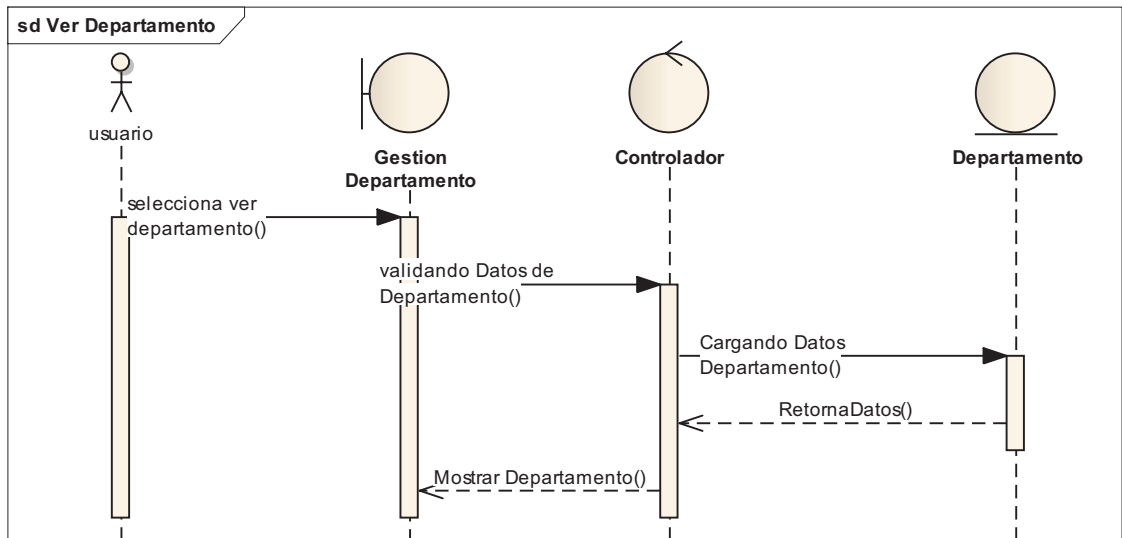 sd Ver Departamento
usuario
Gestion
Departamento
Controlador
Departamento
selecciona ver
departamento()
validando Datos de
Departamento()
Cargando Datos
Departamento()
RetornaDatos()
Mostrar Departamento()